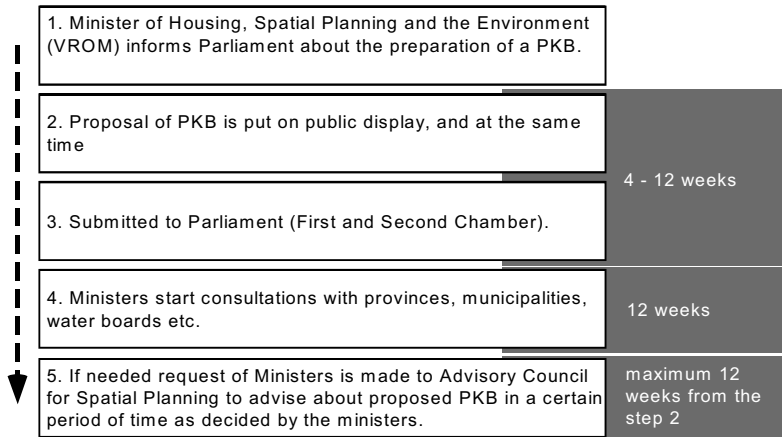 1. Minister of Housing, Spatial Planning and the Environment
(VROM) informs Parliament about the preparation of a PKB.
2. Proposal of PKB is put on public display, and at the same
time
3. Submitted to Parliament (First and Second Chamber).
4 - 12 weeks
4. Ministers start consultations with provinces, municipalities,
water boards etc.
12 weeks
5. If needed request of Ministers is made to Advisory Council
for Spatial Planning to advise about proposed PKB in a certain
period of time as decided by the ministers.
maximum 12
weeks from the
step 2